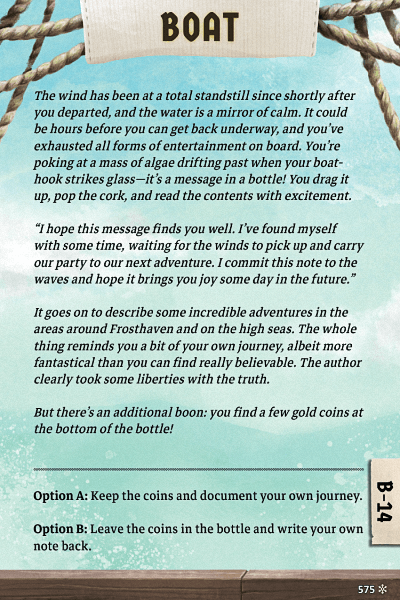 BOAT
The wind has been at a total standstill since shortly after
you departed, and the water is a mirror of calm. It could
be hours before you can get back underway, and you've
exhausted all forms of entertainment on board. You're
poking at a mass of algae drifting past when your boat-
hook strikes glass—it's a message in a bottle! You drag it
up, pop the cork, and read the contents with excitement.
“I hope this message finds you well. I've found myself
with some time, waiting for the winds to pick up and carry
our party to our next adventure. I commit this note to the
waves and hope it brings you joy some day in the future.”
It goes on to describe some incredible adventures in the
areas around Frosthaven and on the high seas. The whole
thing reminds you a bit of your own journey, albeit more
fantastical than you can find really believable. The author
clearly took some liberties with the truth.
But there's an additional boon: you find a few gold coins at
the bottom of the bottle!
Option A: Keep the coins and document your own journey.
Option B: Leave the coins in the bottle and write your own
note back.
B-14
575